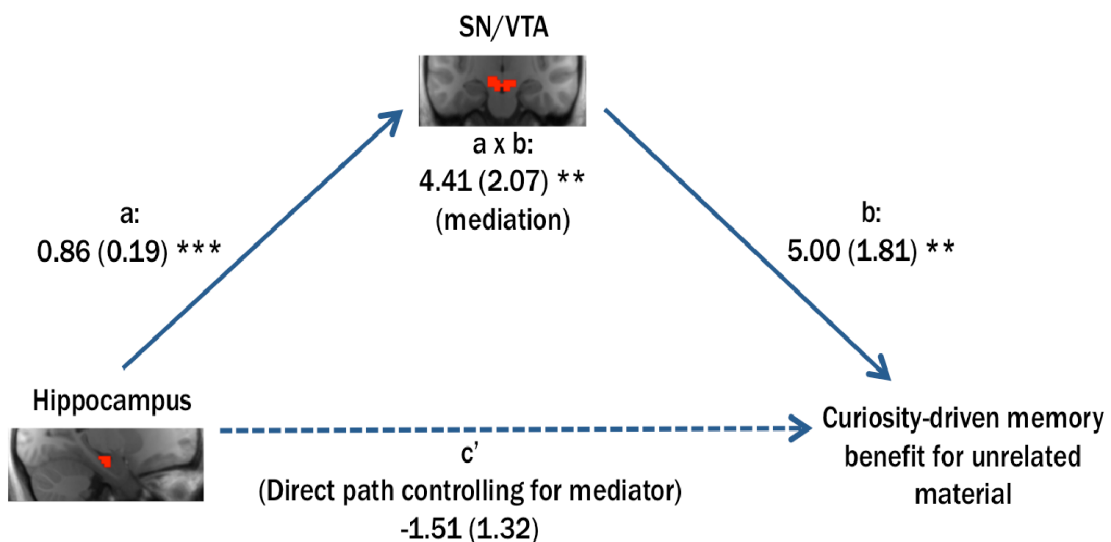 SN/VTA
a x b:
4.41 (2.07) **
(mediation)
a:
0.86 (0.19) ***
b:
5.00 (1.81) **
Hippocampus
c’
(Direct path controlling for mediator)
-1.51 (1.32)
Curiosity-driven memory
benefit for unrelated
material